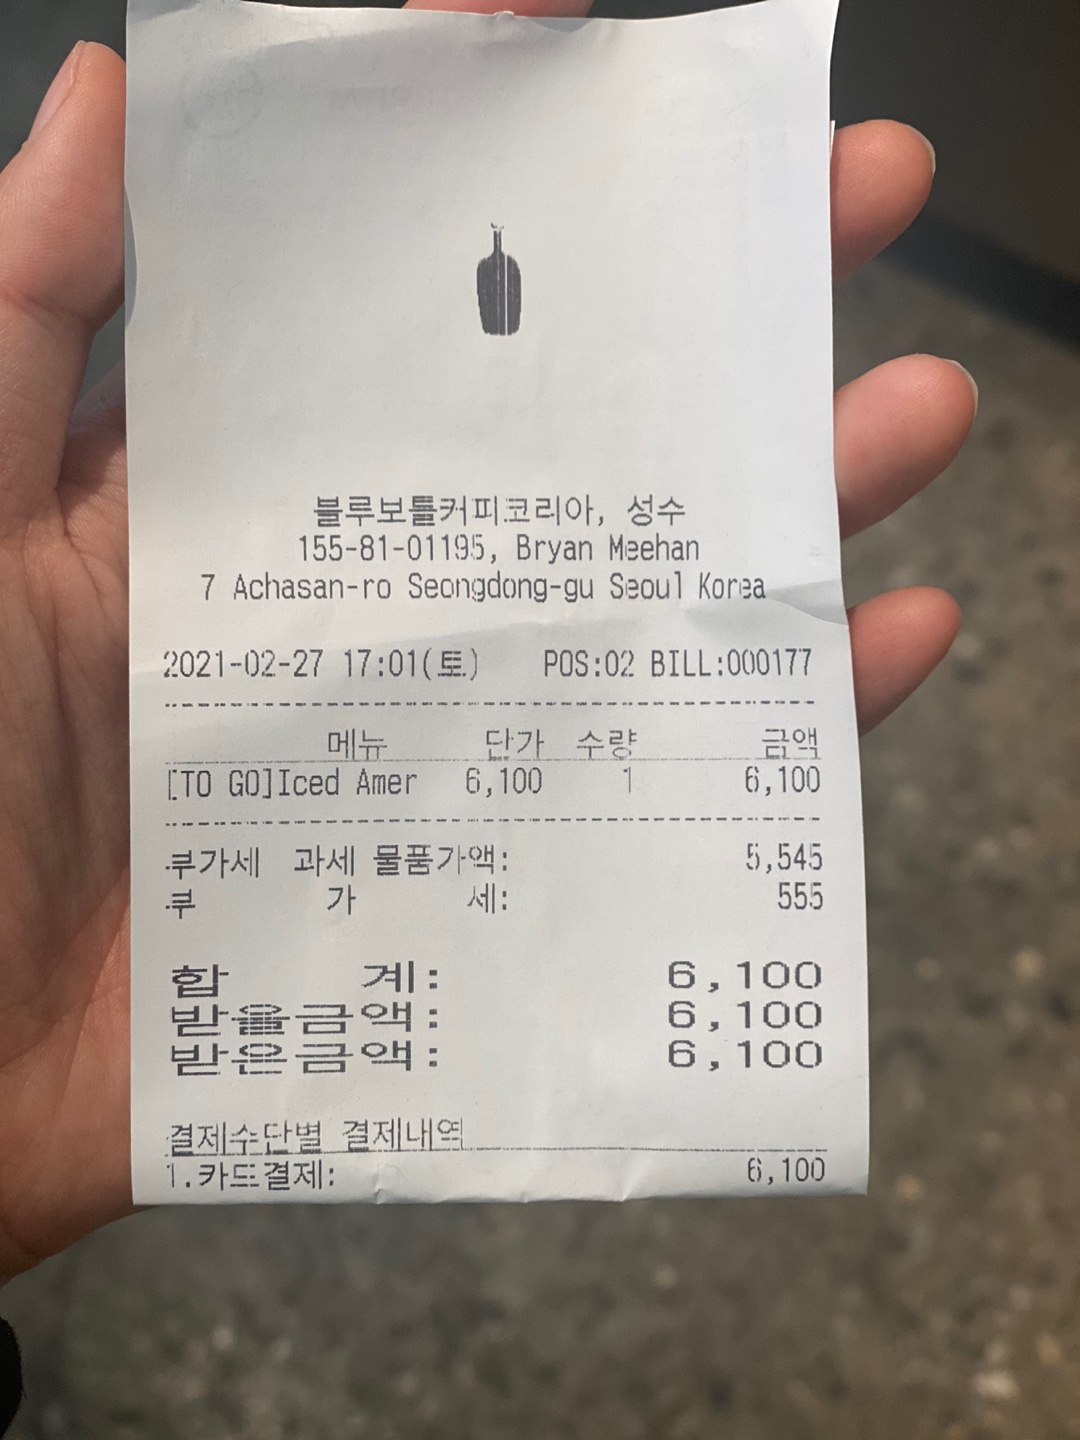 블루보틀커피코리아, 성수
155-81-01195, Bryan Meehan
7 Achasan-ro Seongdong-gu Seoul Korea
2021-02-27 17:01(토) POS:02 BILL:000177
메뉴 단가 수량 금액
[TO GO]Iced Amer 6,100 1 6,100
부가세 과세 물품가액: 5,545
부 가 세: 555
합 계: 6,100
받을금액: 6,100
받은금액: 6,100
결제수단별 결제내역
1.카드결제: 6,100